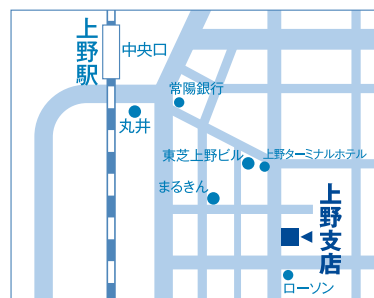 上野駅
中央口
常陽銀行
丸井
東芝上野ビル
上野ターミナルホテル
まるきん
上野支店
ローソン